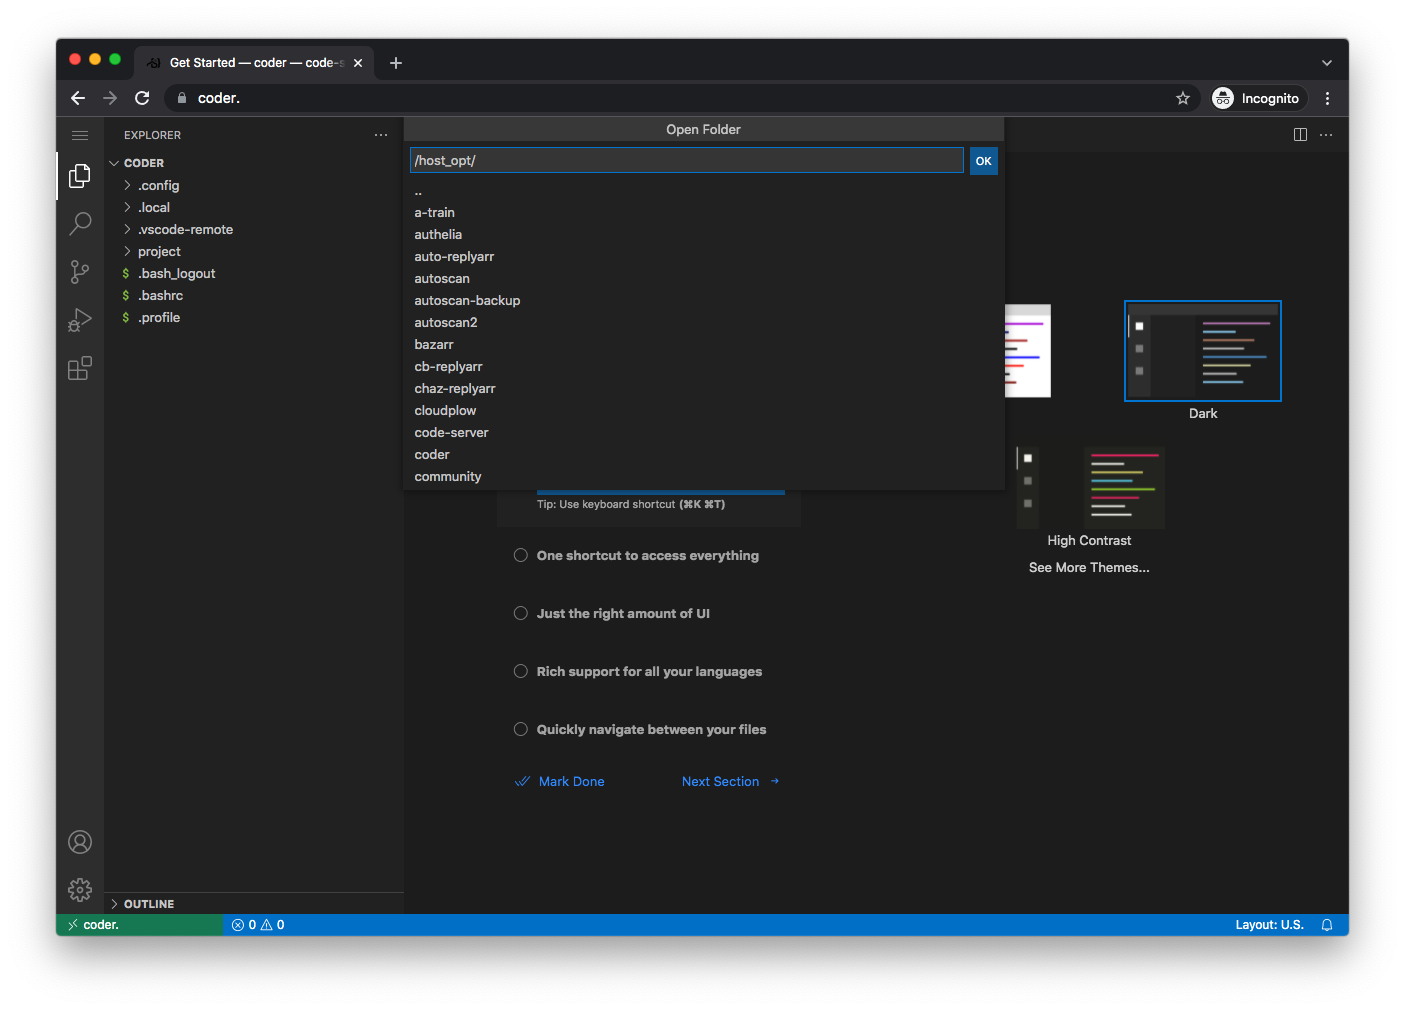 Get Started — coder — code-s
coder.
Incognito
EXPLORER
CODER
.config
.local
.vscode-remote
project
$ .bash_logout
$ .bashrc
$ .profile
Open Folder
/host_opt/
OK
..
a-train
authelia
auto-replyarr
autoscan
autoscan-backup
autoscan2
bazarr
cb-replyarr
chaz-replyarr
cloudplow
code-server
coder
community
Tip: Use keyboard shortcut (⌘K ⌘T)
One shortcut to access everything
Just the right amount of UI
Rich support for all your languages
Quickly navigate between your files
Mark Done
Next Section →
Dark
High Contrast
See More Themes...
OUTLINE
coder.
0
0
Layout: U.S.